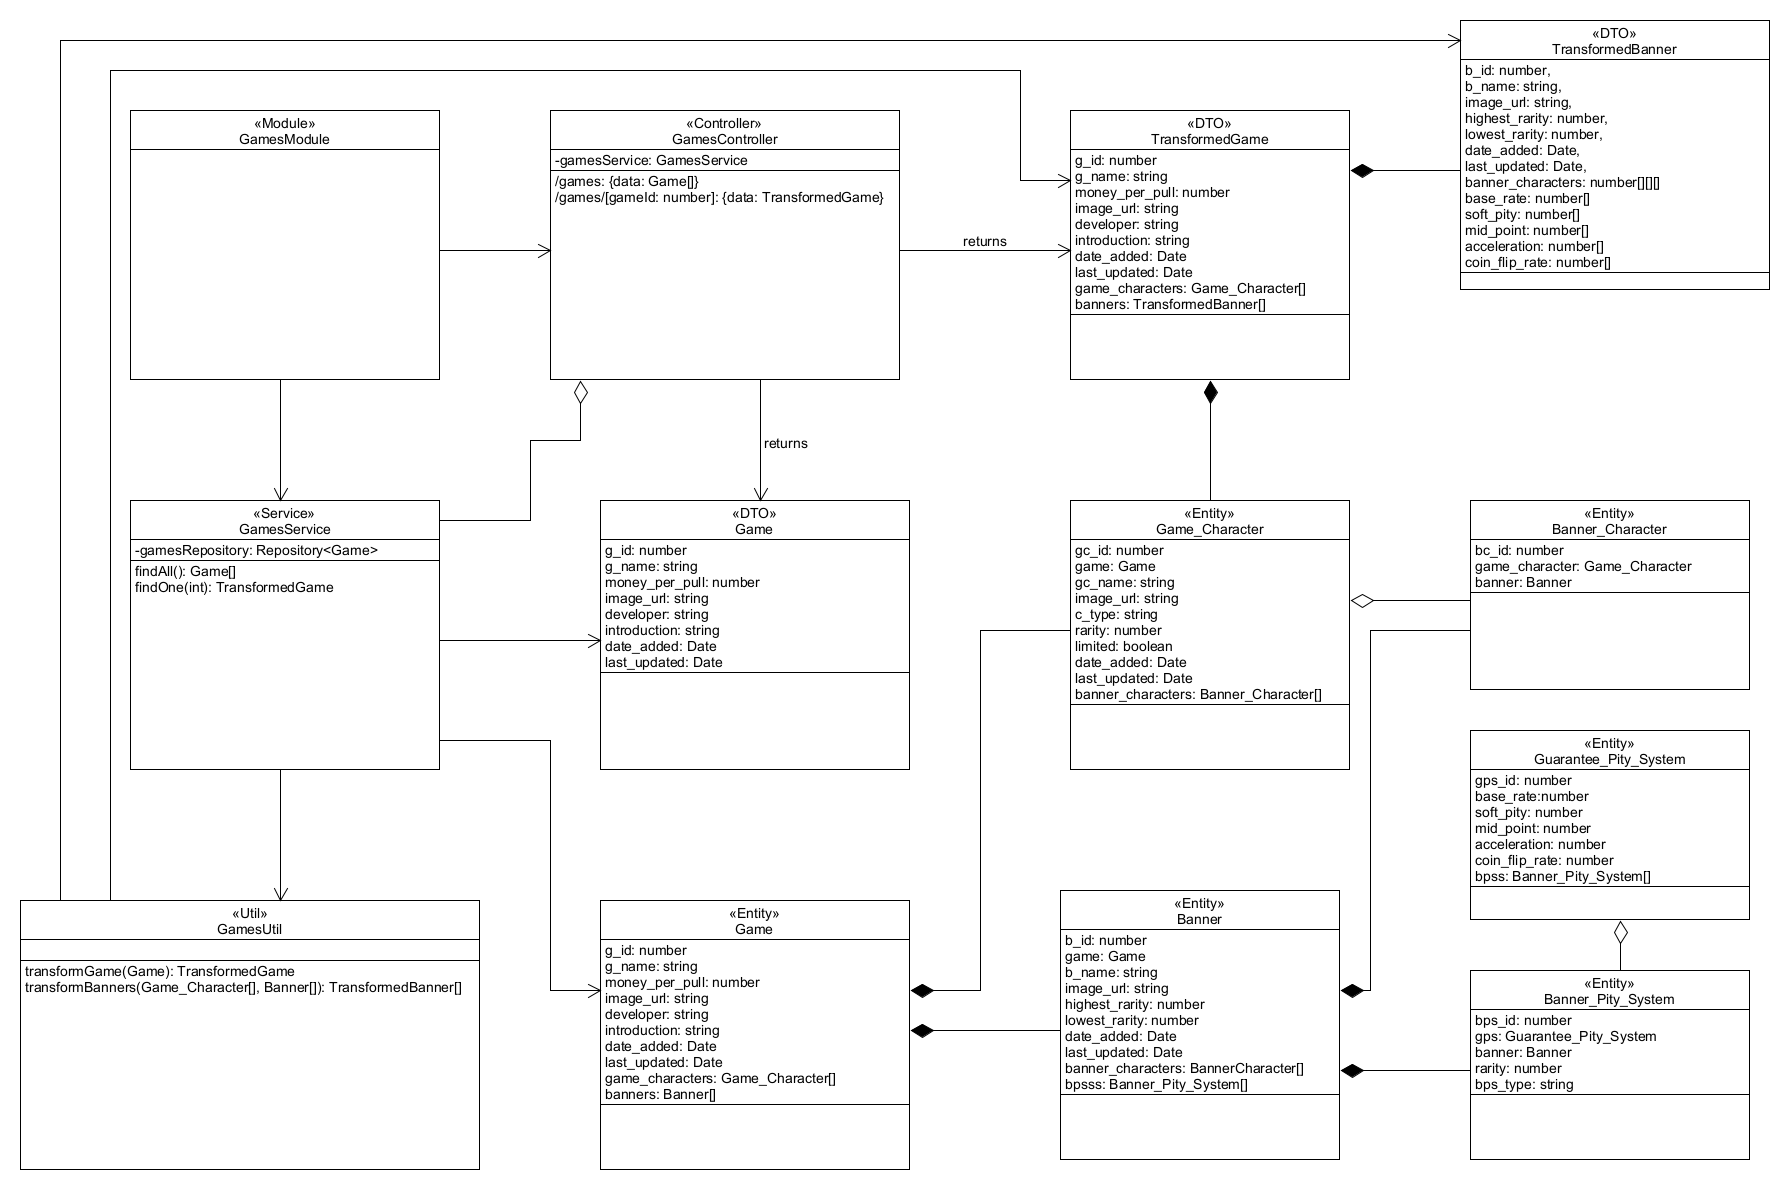 «DTO»
TransformedBanner
b_id: number,
b_name: string,
image_url: string,
highest_rarity: number,
lowest_rarity: number,
date_added: Date,
last_updated: Date,
banner_characters: number[][][]
base_rate: number[]
soft_pity: number[]
mid_point: number[]
acceleration: number[]
coin_flip_rate: number[]
«Module»
GamesModule
«Controller»
GamesController
-gamesService: GamesService
/games: {data: Game[]}
/games/[gameId: number]: {data: TransformedGame}
returns
returns
«DTO»
TransformedGame
g_id: number
g_name: string
money_per_pull: number
image_url: string
developer: string
introduction: string
date_added: Date
last_updated: Date
game_characters: Game_Character[]
banners: TransformedBanner[]
«Service»
GamesService
-gamesRepository: Repository<Game>
findAll(): Game[]
findOne(int): TransformedGame
«DTO»
Game
g_id: number
g_name: string
money_per_pull: number
image_url: string
developer: string
introduction: string
date_added: Date
last_updated: Date
«Entity»
Game_Character
gc_id: number
game: Game
gc_name: string
image_url: string
c_type: string
rarity: number
limited: boolean
date_added: Date
last_updated: Date
banner_characters: Banner_Character[]
«Entity»
Banner_Character
bc_id: number
game_character: Game_Character
banner: Banner
«Entity»
Guarantee_Pity_System
gps_id: number
base_rate:number
soft_pity: number
mid_point: number
acceleration: number
coin_flip_rate: number
bpss: Banner_Pity_System[]
«Util»
GamesUtil
transformGame(Game): TransformedGame
transformBanners(Game_Character[], Banner[]): TransformedBanner[]
«Entity»
Game
g_id: number
g_name: string
money_per_pull: number
image_url: string
developer: string
introduction: string
date_added: Date
last_updated: Date
game_characters: Game_Character[]
banners: Banner[]
«Entity»
Banner
b_id: number
game: Game
b_name: string
image_url: string
highest_rarity: number
lowest_rarity: number
date_added: Date
last_updated: Date
banner_characters: BannerCharacter[]
bpsss: Banner_Pity_System[]
«Entity»
Banner_Pity_System
bps_id: number
gps: Guarantee_Pity_System
banner: Banner
rarity: number
bps_type: string